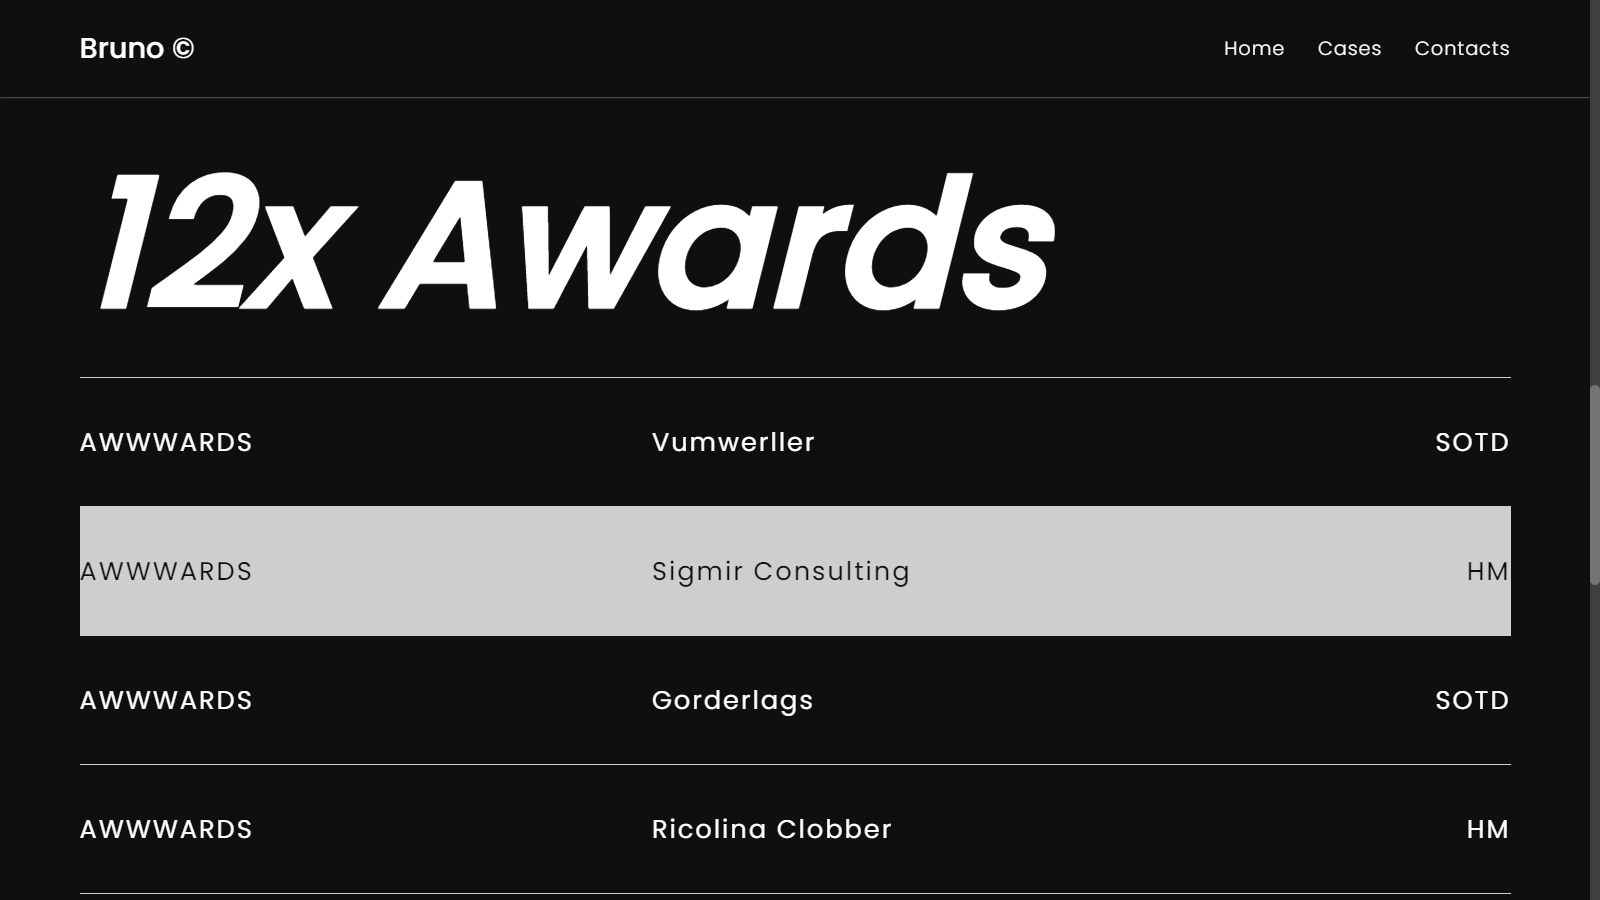 Bruno ©
Home Cases Contacts
12x Awards
AWWWARDS Vumwerller SOTD
AWWWARDS Sigmir Consulting HM
AWWWARDS Gorderlags SOTD
AWWWARDS Ricolina Clobber HM